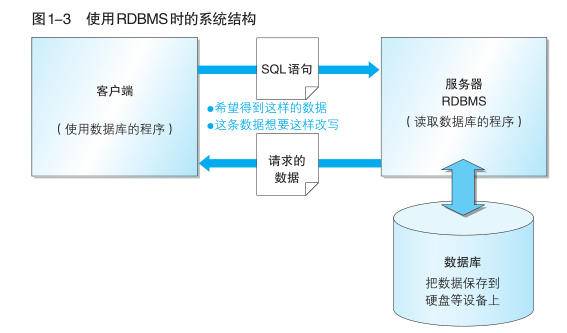 图1-3 使用RDBMS时的系统结构
客户端
（使用数据库的程序）
SQL语句
●希望得到这样的数据
●这条数据想要这样改写
请求的
数据
服务器
RDBMS
（读取数据库的程序）
数据库
把数据保存到
硬盘等设备上